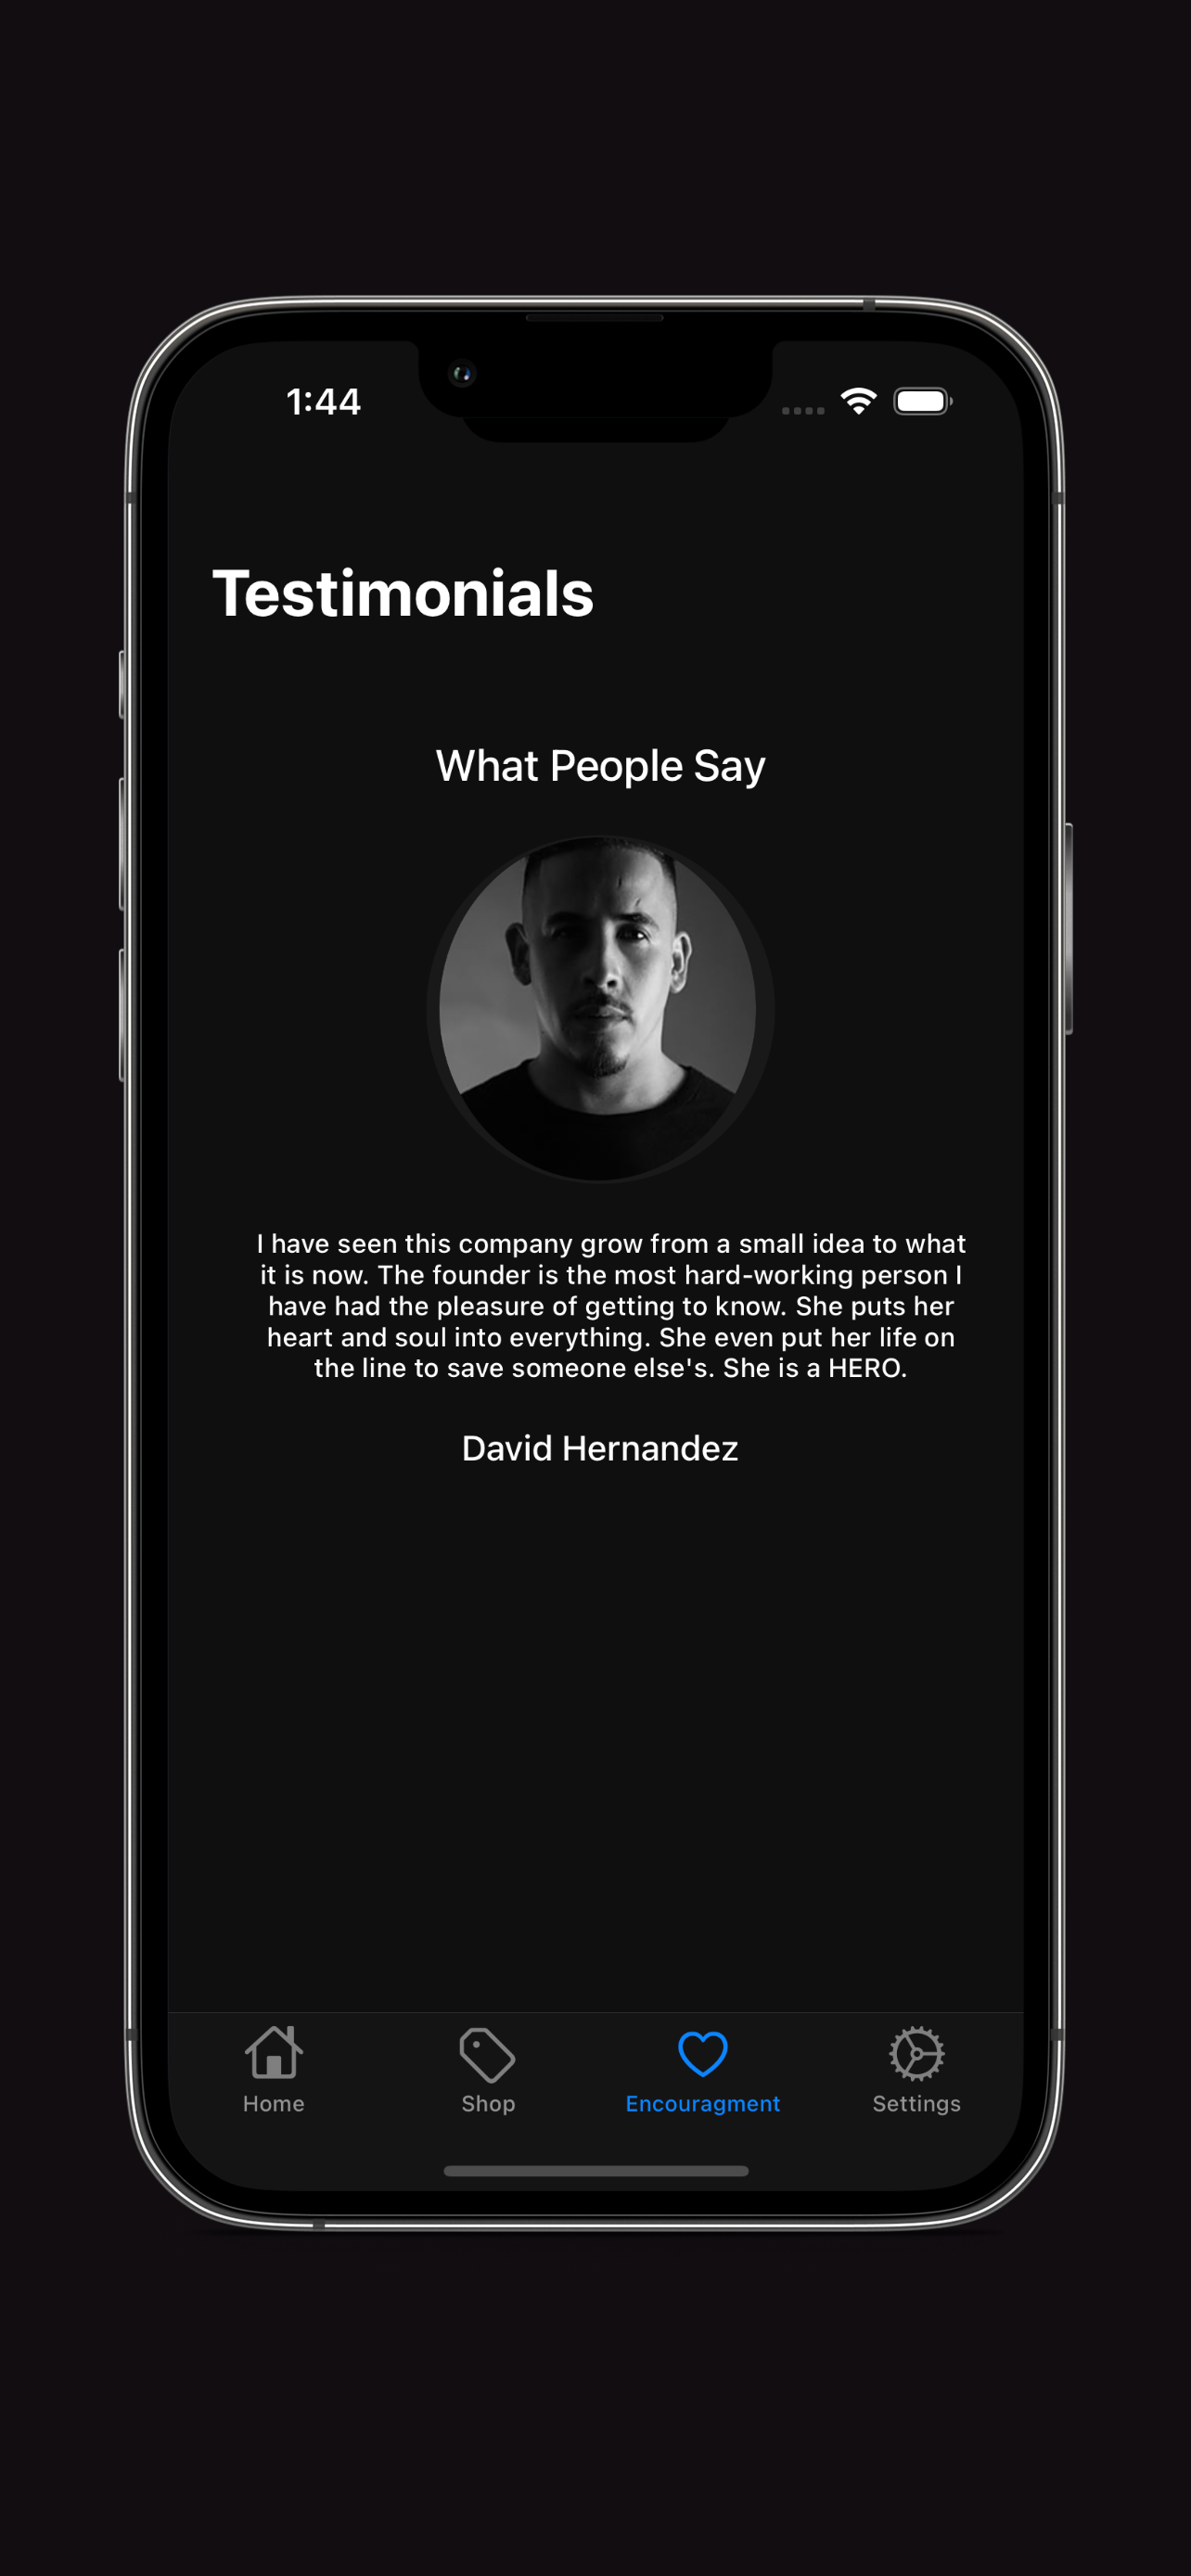 1:44
Testimonials
What People Say
I have seen this company grow from a small idea to what
it is now. The founder is the most hard-working person I
have had the pleasure of getting to know. She puts her
heart and soul into everything. She even put her life on
the line to save someone else's. She is a HERO.
David Hernandez
Home
Shop
Encouragment
Settings